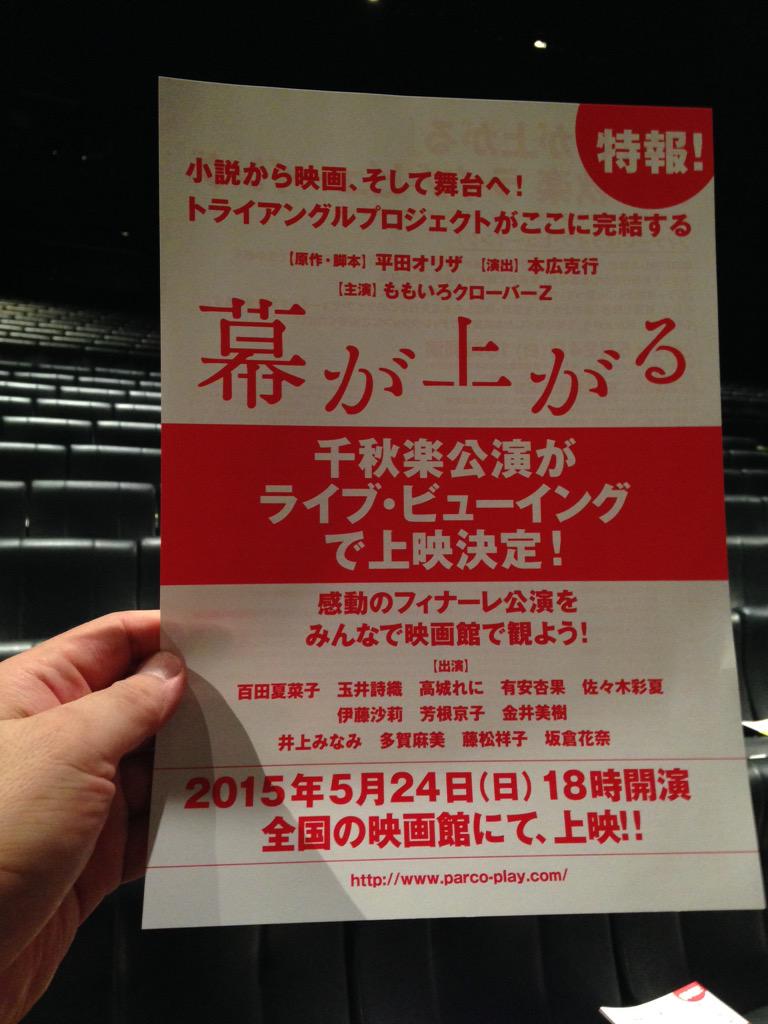 特報!
小説から映画、そして舞台へ!
トライアングルプロジェクトがここに完結する
【原作・脚本】平田オリザ 【演出】本広克行
【主演】ももいろクローバーZ
幕が上がる
千秋楽公演が
ライブ・ビューイング
で上映決定!
感動のフィナーレ公演を
みんなで映画館で観よう!
【出演】
百田夏菜子 玉井詩織 高城れに 有安杏果 佐々木彩夏
伊藤沙莉 芳根京子 金井美樹
井上みなみ 多賀麻美 藤松祥子 坂倉花奈
2015年5月24日(日)18時開演
全国の映画館にて、上映!!
http://www.parco-play.com/